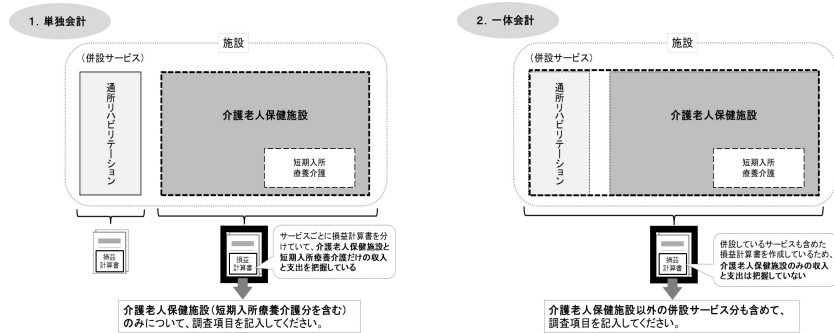 1. 単独会計
施設
(併設サービス)
通所リハビリテーション
介護老人保健施設
短期入所
療養介護
損益
計算書
損益
計算書
サービスごとに損益計算書を分
けていて、介護老人保健施設と
短期入所療養介護だけの収入
と支出を把握している
介護老人保健施設(短期入所療養介護分を含む)
のみについて、調査項目を記入してください。
2. 一体会計
施設
(併設サービス)
通所リハビリテーション
介護老人保健施設
短期入所
療養介護
損益
計算書
併設しているサービスも含めた
損益計算書を作成しているため、
介護老人保健施設のみの収入
と支出は把握していない
介護老人保健施設以外の併設サービス分も含めて、
調査項目を記入してください。